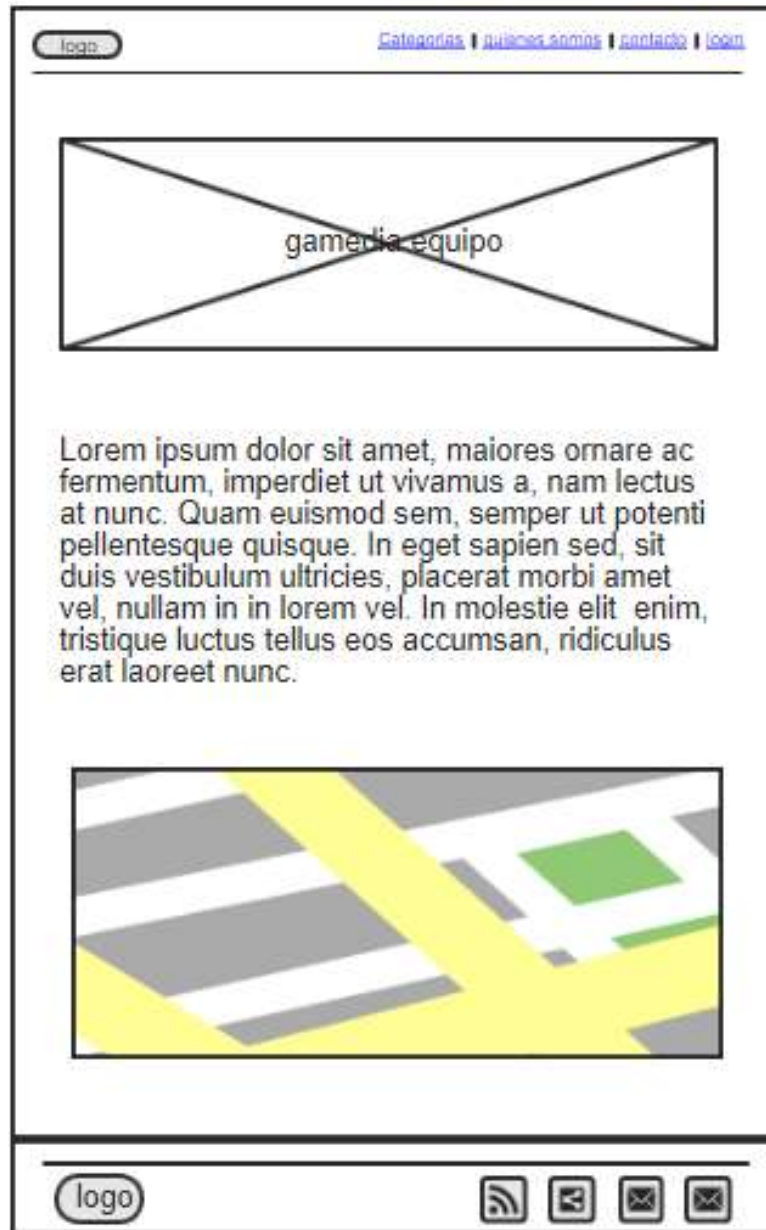 logo
Categorías | quienes somos | contacto | login
gamedia equipo
Lorem ipsum dolor sit amet, maiores ornare ac
fermentum, imperdiet ut vivamus a, nam lectus
at nunc. Quam euismod sem, semper ut potenti
pellentesque quisque. In eget sapien sed, sit
duis vestibulum ultricies, placerat morbi amet
vel, nullam in in lorem vel. In molestie elit  enim,
tristique luctus tellus eos accumsan, ridiculus
erat laoreet nunc.
logo